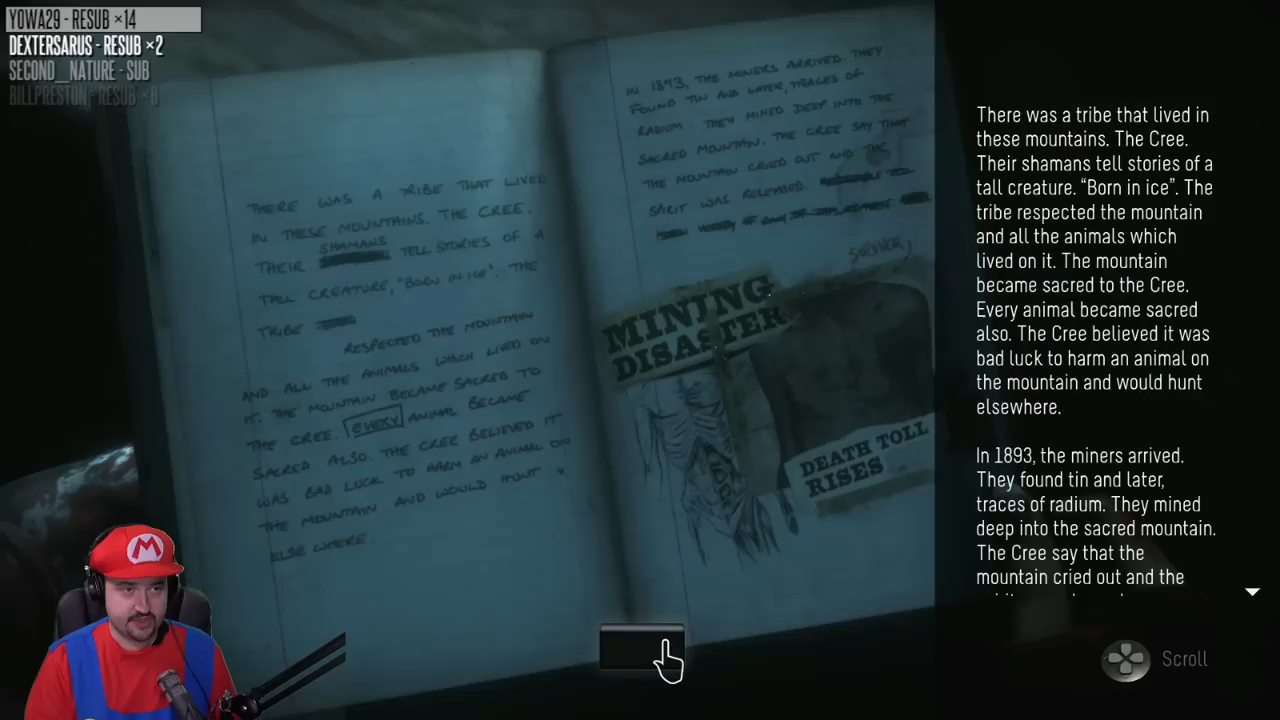 YOWA29 - RESUB ×14
DEXTERSARUS - RESUB ×2
SECOND_NATURE - SUB
BILLPRESTON - RESUB ×8
THERE WAS A TRIBE THAT LIVED
IN THESE MOUNTAINS. THE CREE.
SHAMANS
THEIR TELL STORIES OF A
TALL CREATURE, "BORN IN ICE". THE
TRIBE
RESPECTED THE MOUNTAIN
AND ALL THE ANIMALS WHICH LIVED ON
IT. THE MOUNTAIN BECAME SACRED TO
THE CREE. EVERY ANIMAL BECAME
SACRED ALSO. THE CREE BELIEVED IT
WAS BAD LUCK TO HARM AN ANIMAL ON
THE MOUNTAIN AND WOULD HUNT
ELSE WHERE.
IN 1893, THE MINERS ARRIVED. THEY
FOUND TIN AND LATER, TRACES OF
RADIUM. THEY MINED DEEP INTO THE
SACRED MOUNTAIN. THE CREE SAY THAT
THE MOUNTAIN CRIED OUT AND THE
SPIRIT WAS RELEASED.
SURVIVOR
MINING
DISASTER
DEATH TOLL
RISES
There was a tribe that lived in
these mountains. The Cree.
Their shamans tell stories of a
tall creature. “Born in ice”. The
tribe respected the mountain
and all the animals which
lived on it. The mountain
became sacred to the Cree.
Every animal became sacred
also. The Cree believed it was
bad luck to harm an animal on
the mountain and would hunt
elsewhere.
In 1893, the miners arrived.
They found tin and later,
traces of radium. They mined
deep into the sacred mountain.
The Cree say that the
mountain cried out and the
Scroll